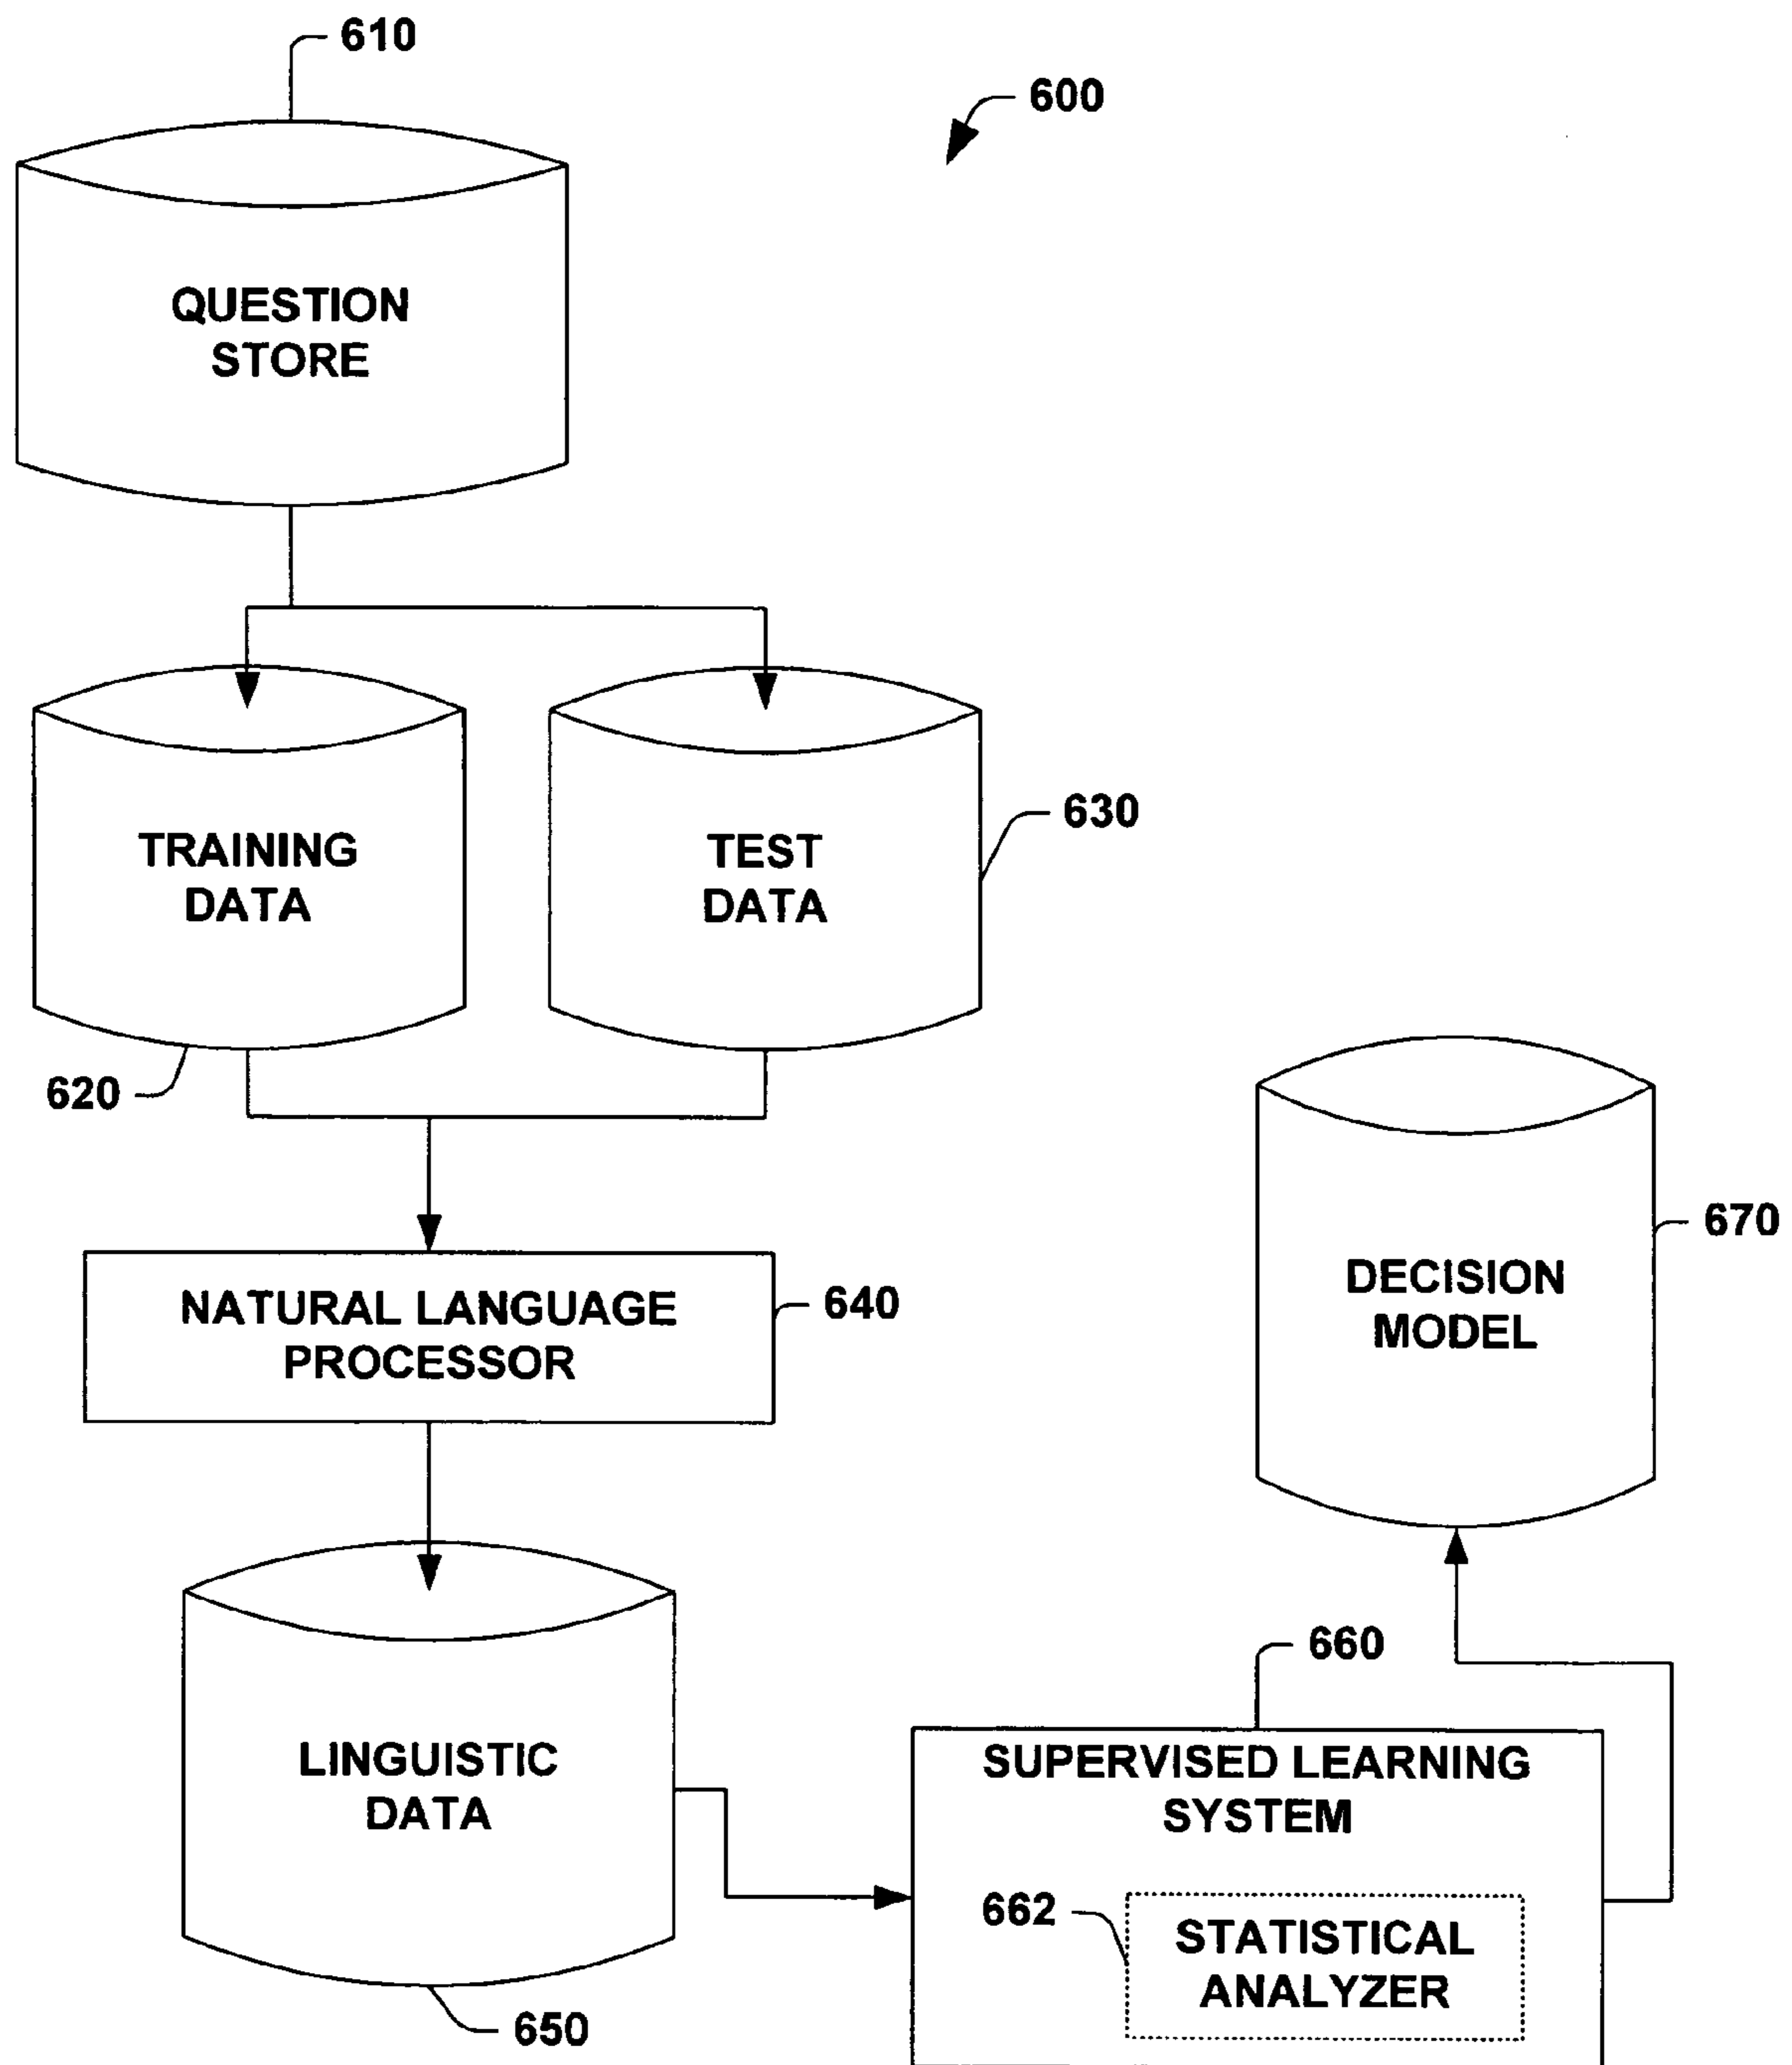 610
600
QUESTION
STORE
TRAINING
DATA
TEST
DATA
630
620
NATURAL LANGUAGE
PROCESSOR
640
DECISION
MODEL
670
LINGUISTIC
DATA
650
660
SUPERVISED LEARNING
SYSTEM
662
STATISTICAL
ANALYZER